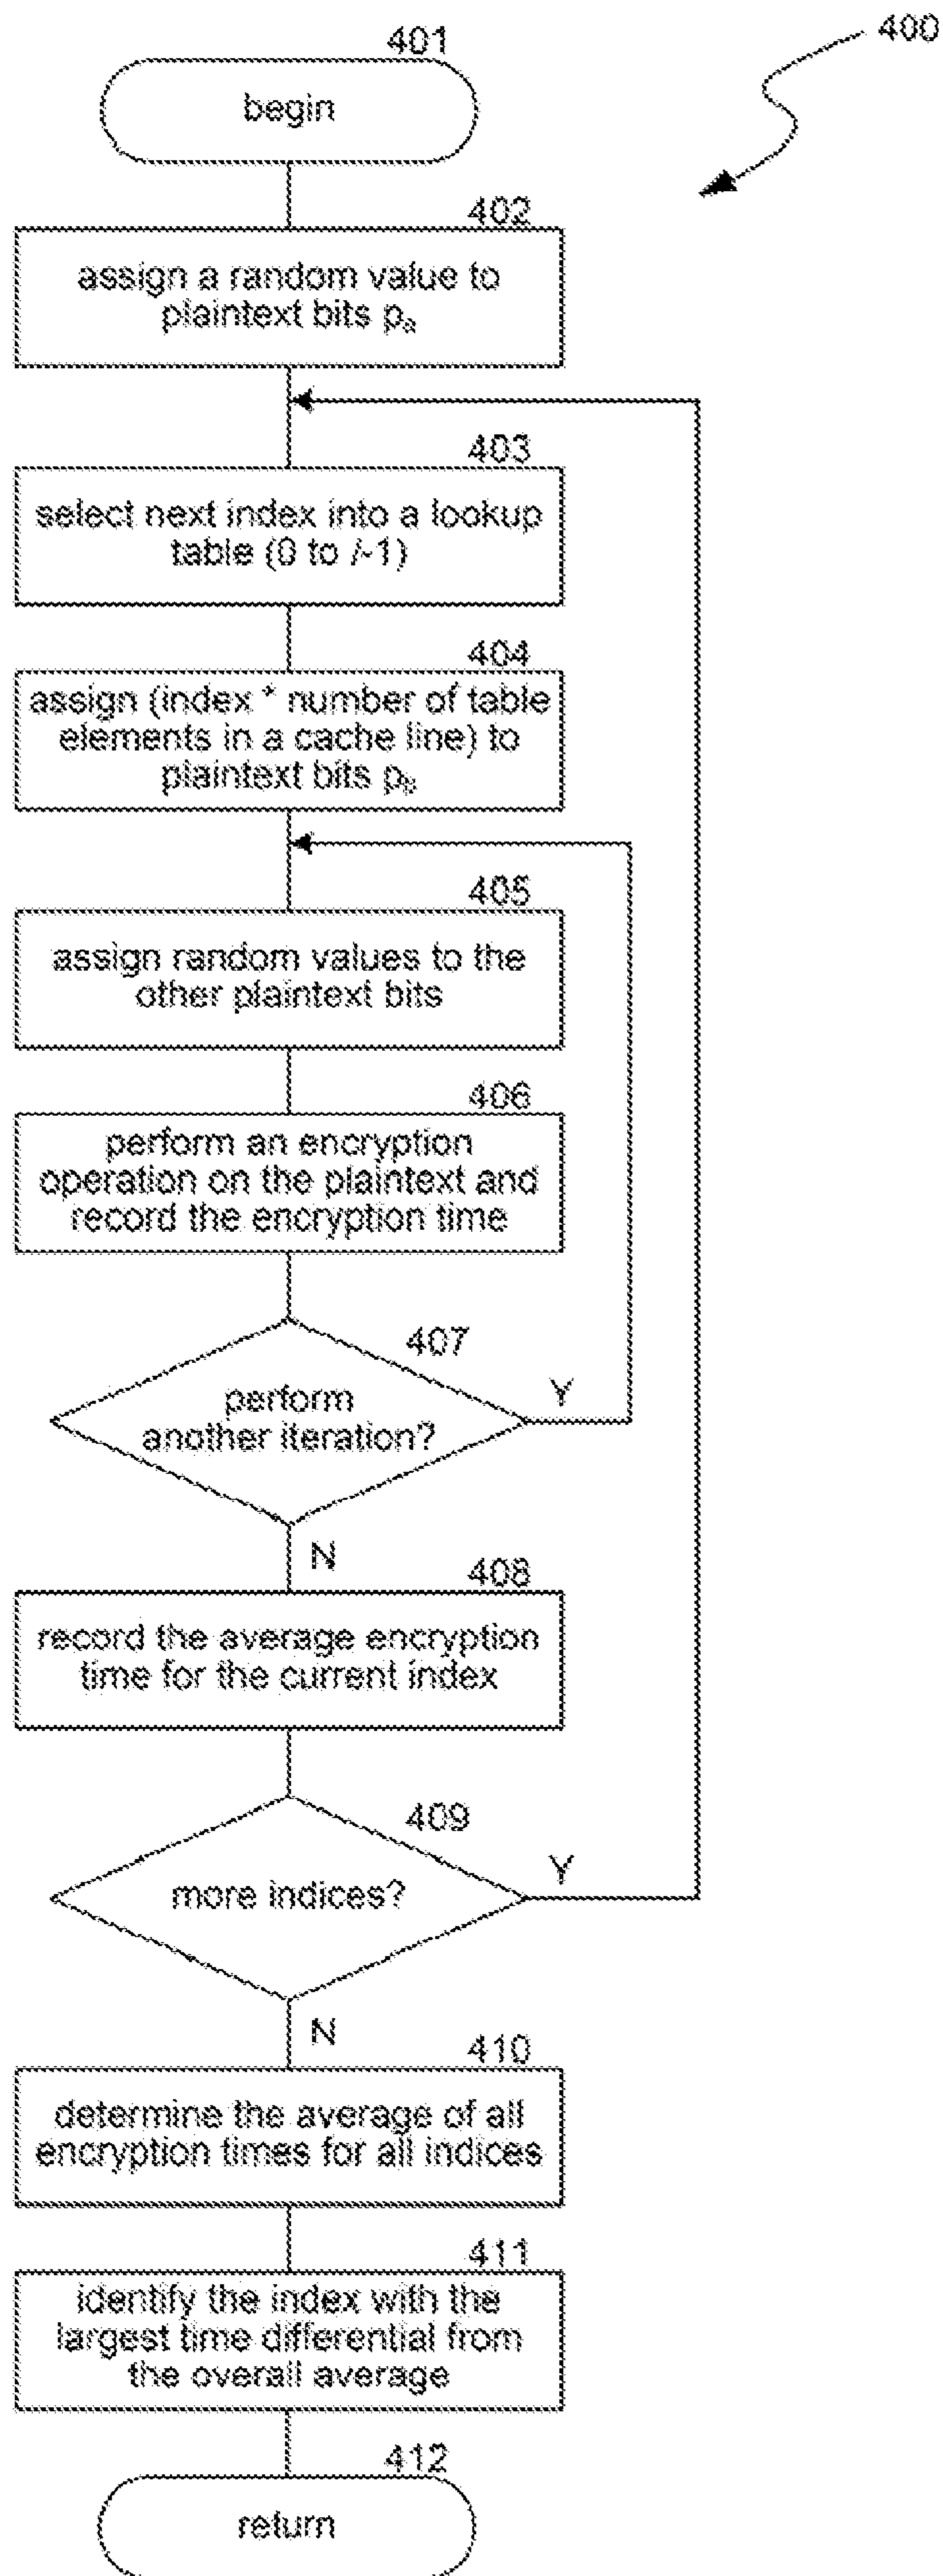 400
401
begin
402
assign a random value to
plaintext bits pa
403
select next index into a lookup
table (0 to l-1)
404
assign (index * number of table
elements in a cache line) to
plaintext bits pb
405
assign random values to the
other plaintext bits
406
perform an encryption
operation on the plaintext and
record the encryption time
407
perform
another iteration?
Y
N
408
record the average encryption
time for the current index
409
more indices?
Y
N
410
determine the average of all
encryption times for all indices
411
identify the index with the
largest time differential from
the overall average
412
return